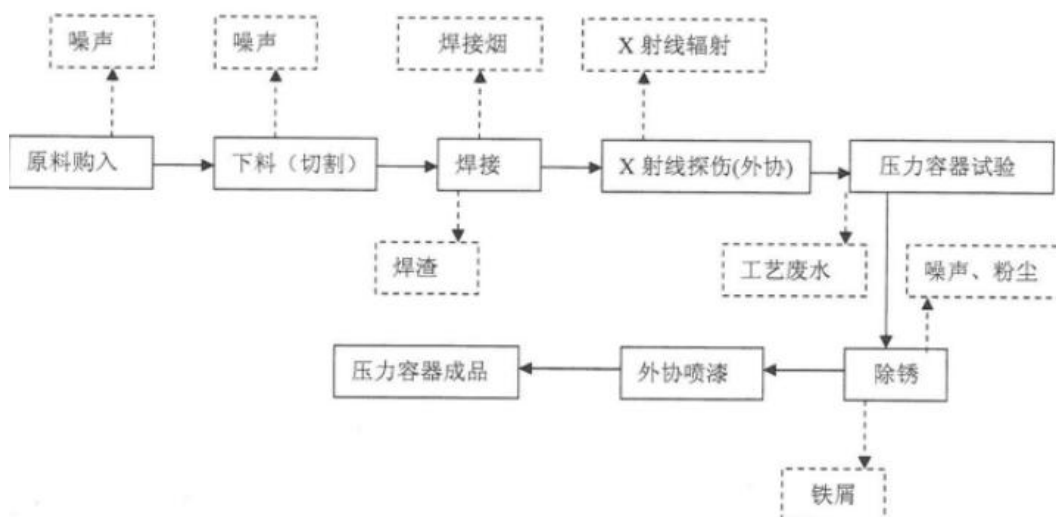 噪声
噪声
焊接烟
X 射线辐射
原料购入
下料（切割）
焊接
X 射线探伤(外协)
压力容器试验
焊渣
工艺废水
噪声、粉尘
压力容器成品
外协喷漆
除锈
铁屑